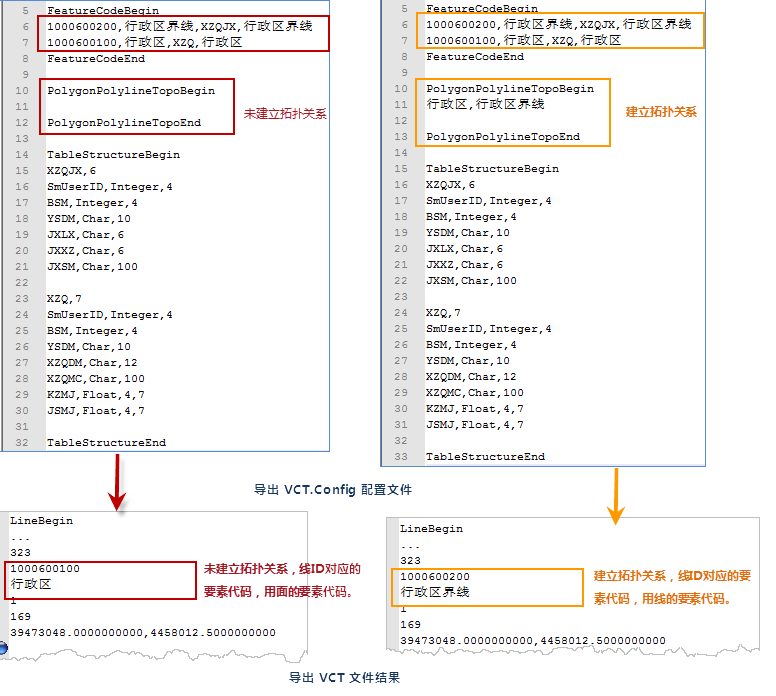 5 FeatureCodeBegin
6 1000600200,行政区界线,XZQJX,行政区界线
7 1000600100,行政区,XZQ,行政区
8 FeatureCodeEnd
9
10 PolygonPolylineTopoBegin
11
12 PolygonPolylineTopoEnd
13
14 TableStructureBegin
15 XZQJX,6
16 SmUserID,Integer,4
17 BSM,Integer,4
18 YSDM,Char,10
19 JXLX,Char,6
20 JXXZ,Char,6
21 JXSM,Char,100
22
23 XZQ,7
24 SmUserID,Integer,4
25 BSM,Integer,4
26 YSDM,Char,10
27 XZQDM,Char,12
28 XZQMC,Char,100
29 KZMJ,Float,4,7
30 JSMJ,Float,4,7
31
32 TableStructureEnd
未建立拓扑关系
5 FeatureCodeBegin
6 1000600200,行政区界线,XZQJX,行政区界线
7 1000600100,行政区,XZQ,行政区
8 FeatureCodeEnd
9
10 PolygonPolylineTopoBegin
11 行政区,行政区界线
12
13 PolygonPolylineTopoEnd
14
15 TableStructureBegin
16 XZQJX,6
17 SmUserID,Integer,4
18 BSM,Integer,4
19 YSDM,Char,10
20 JXLX,Char,6
21 JXXZ,Char,6
22 JXSM,Char,100
23
24 XZQ,7
25 SmUserID,Integer,4
26 BSM,Integer,4
27 YSDM,Char,10
28 XZQDM,Char,12
29 XZQMC,Char,100
30 KZMJ,Float,4,7
31 JSMJ,Float,4,7
32
33 TableStructureEnd
建立拓扑关系
导出 VCT.Config 配置文件
LineBegin
...
323
1000600100
行政区
1
169
39473048.0000000000,4458012.5000000000
未建立拓扑关系，线ID对应的
要素代码，用面的要素代码。
LineBegin
...
323
1000600200
行政区界线
1
169
39473048.0000000000,4458012.5000000000
建立拓扑关系，线ID对应的要
素代码，用线的要素代码。
导出 VCT 文件结果